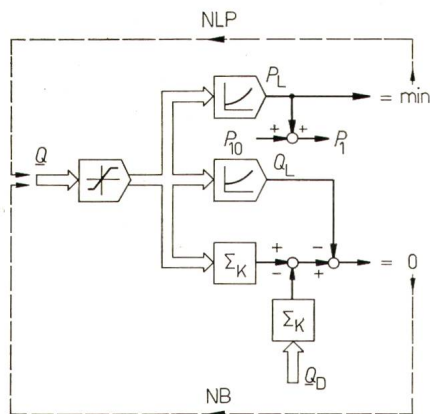 NLP
P_L
= min
P_10 + + P_1
Q
Q_L
Σ_K + − − + = 0
Σ_K
Q_D
NB